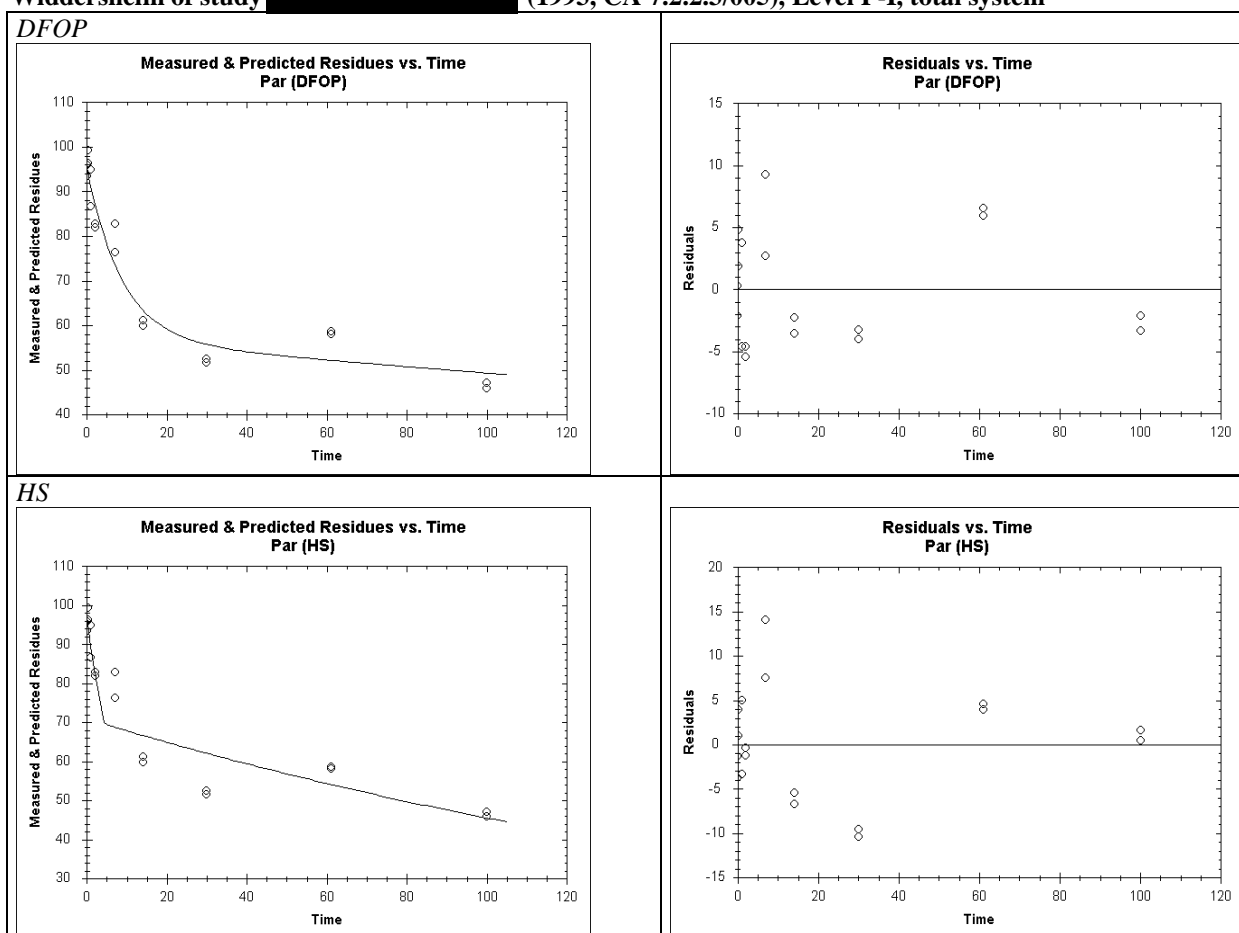 Widdersheim of study (1993, CA 7.2.2.3/005), Level P-I, total system
DFOP
Measured & Predicted Residues vs. Time
Par (DFOP)
Measured & Predicted Residues
110
100
90
80
70
60
50
40
0 20 40 60 80 100 120
Time
Residuals vs. Time
Par (DFOP)
Residuals
15
10
5
0
-5
-10
0 20 40 60 80 100 120
Time
HS
Measured & Predicted Residues vs. Time
Par (HS)
Measured & Predicted Residues
110
100
90
80
70
60
50
40
30
0 20 40 60 80 100 120
Time
Residuals vs. Time
Par (HS)
Residuals
20
15
10
5
0
-5
-10
-15
0 20 40 60 80 100 120
Time